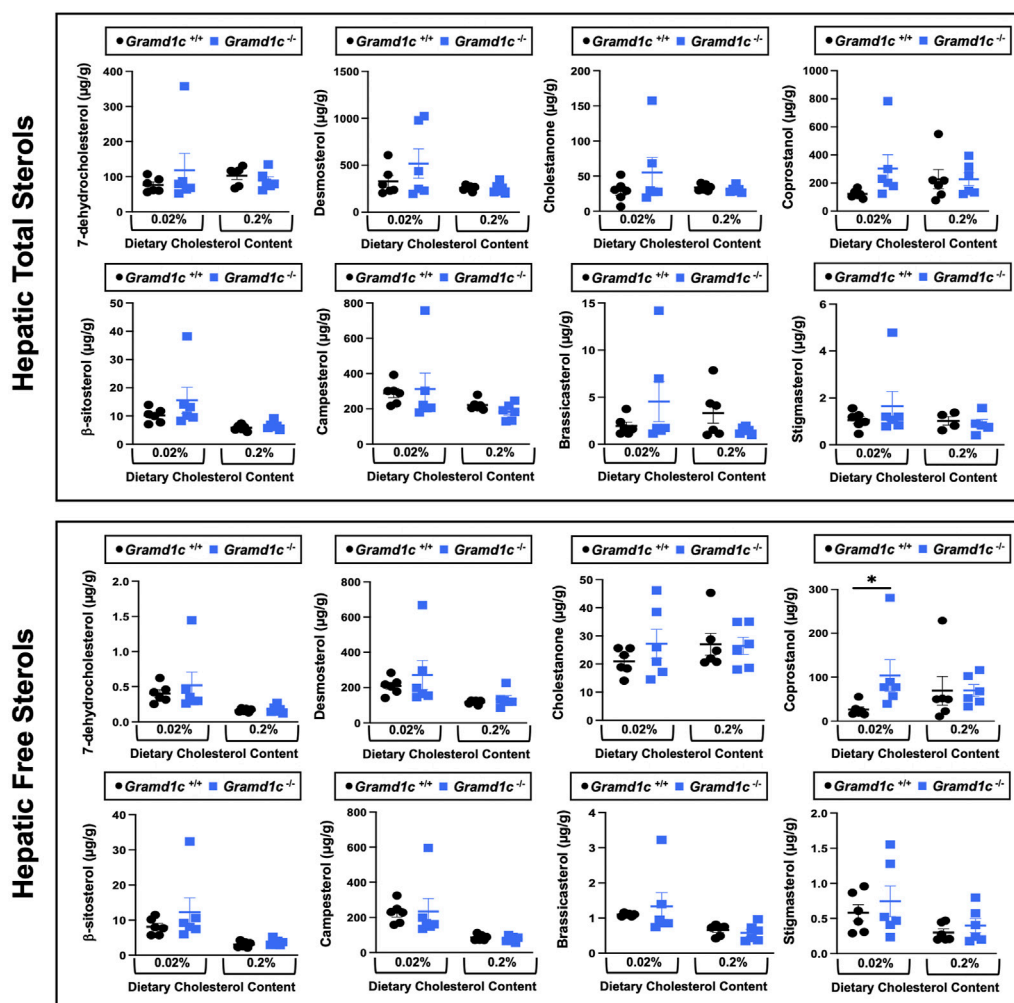 Hepatic Total Sterols
Gramd1c +/+ Gramd1c -/-
7-dehydrocholesterol (µg/g)
400
300
200
100
0
0.02% 0.2%
Dietary Cholesterol Content
Gramd1c +/+ Gramd1c -/-
Desmosterol (µg/g)
1500
1000
500
0
0.02% 0.2%
Dietary Cholesterol Content
Gramd1c +/+ Gramd1c -/-
Cholestanone (µg/g)
200
150
100
50
0
0.02% 0.2%
Dietary Cholesterol Content
Gramd1c +/+ Gramd1c -/-
Coprostanol (µg/g)
1000
800
600
400
200
0
0.02% 0.2%
Dietary Cholesterol Content
Gramd1c +/+ Gramd1c -/-
β-sitosterol (µg/g)
50
40
30
20
10
0
0.02% 0.2%
Dietary Cholesterol Content
Gramd1c +/+ Gramd1c -/-
Campesterol (µg/g)
800
600
400
200
0
0.02% 0.2%
Dietary Cholesterol Content
Gramd1c +/+ Gramd1c -/-
Brassicasterol (µg/g)
15
10
5
0
0.02% 0.2%
Dietary Cholesterol Content
Gramd1c +/+ Gramd1c -/-
Stigmasterol (µg/g)
6
4
2
0
0.02% 0.2%
Dietary Cholesterol Content
Hepatic Free Sterols
Gramd1c +/+ Gramd1c -/-
7-dehydrocholesterol (µg/g)
2.0
1.5
1.0
0.5
0.0
0.02% 0.2%
Dietary Cholesterol Content
Gramd1c +/+ Gramd1c -/-
Desmosterol (µg/g)
800
600
400
200
0
0.02% 0.2%
Dietary Cholesterol Content
Gramd1c +/+ Gramd1c -/-
Cholestanone (µg/g)
50
40
30
20
10
0
0.02% 0.2%
Dietary Cholesterol Content
Gramd1c +/+ Gramd1c -/-
Coprostanol (µg/g)
300
200
100
0
*
0.02% 0.2%
Dietary Cholesterol Content
Gramd1c +/+ Gramd1c -/-
β-sitosterol (µg/g)
40
30
20
10
0
0.02% 0.2%
Dietary Cholesterol Content
Gramd1c +/+ Gramd1c -/-
Campesterol (µg/g)
800
600
400
200
0
0.02% 0.2%
Dietary Cholesterol Content
Gramd1c +/+ Gramd1c -/-
Brassicasterol (µg/g)
4
3
2
1
0
0.02% 0.2%
Dietary Cholesterol Content
Gramd1c +/+ Gramd1c -/-
Stigmasterol (µg/g)
2.0
1.5
1.0
0.5
0.0
0.02% 0.2%
Dietary Cholesterol Content